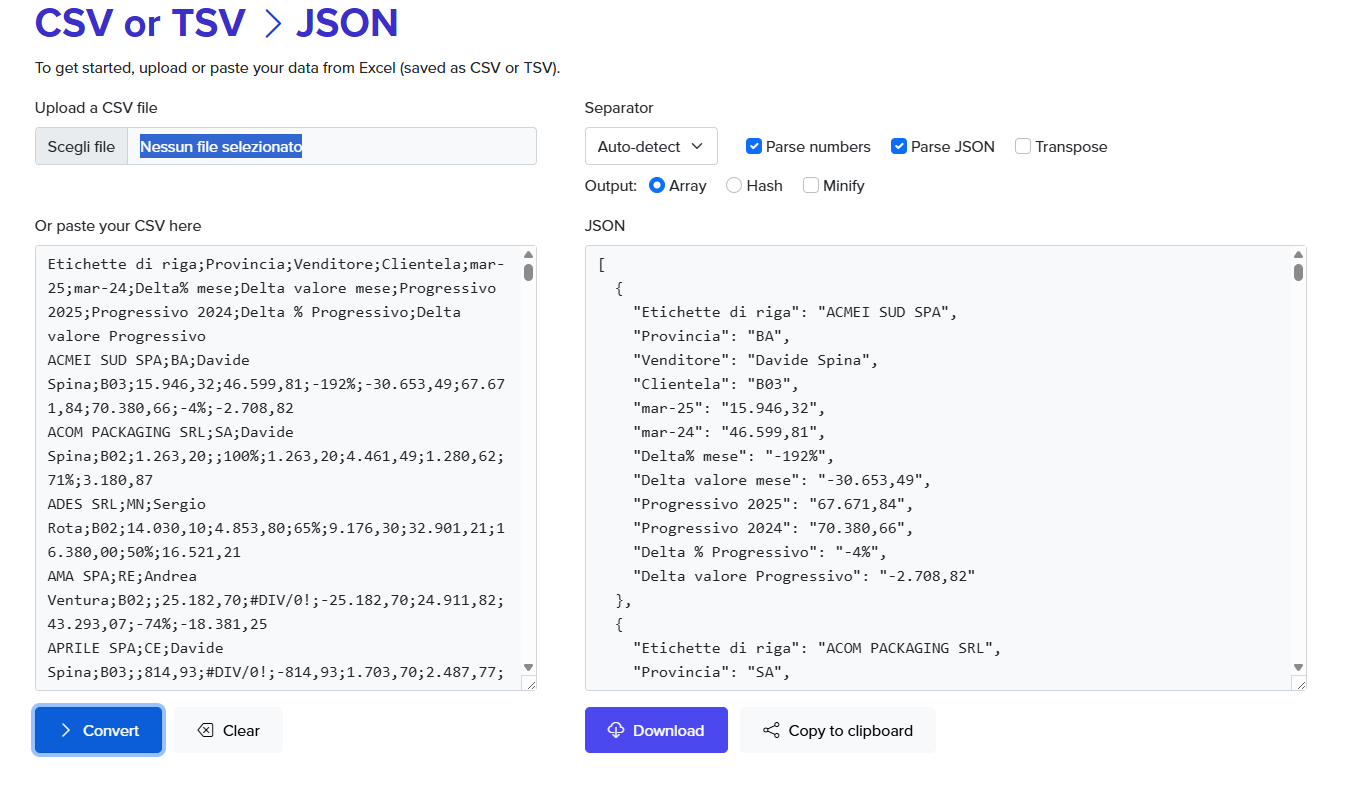 CSV or TSV > JSON
To get started, upload or paste your data from Excel (saved as CSV or TSV).
Upload a CSV file
Scegli file Nessun file selezionato
Separator
Auto-detect Parse numbers Parse JSON Transpose
Output: Array Hash Minify
Or paste your CSV here
Etichette di riga;Provincia;Venditore;Clientela;mar-
25;mar-24;Delta% mese;Delta valore mese;Progressivo
2025;Progressivo 2024;Delta % Progressivo;Delta
valore Progressivo
ACMEI SUD SPA;BA;Davide
Spina;B03;15.946,32;46.599,81;-192%;-30.653,49;67.67
1,84;70.380,66;-4%;-2.708,82
ACOM PACKAGING SRL;SA;Davide
Spina;B02;1.263,20;;100%;1.263,20;4.461,49;1.280,62;
71%;3.180,87
ADES SRL;MN;Sergio
Rota;B02;14.030,10;4.853,80;65%;9.176,30;32.901,21;1
6.380,00;50%;16.521,21
AMA SPA;RE;Andrea
Ventura;B02;;25.182,70;#DIV/0!;-25.182,70;24.911,82;
43.293,07;-74%;-18.381,25
APRILE SPA;CE;Davide
Spina;B03;;814,93;#DIV/0!;-814,93;1.703,70;2.487,77;
JSON
[
{
"Etichette di riga": "ACMEI SUD SPA",
"Provincia": "BA",
"Venditore": "Davide Spina",
"Clientela": "B03",
"mar-25": "15.946,32",
"mar-24": "46.599,81",
"Delta% mese": "-192%",
"Delta valore mese": "-30.653,49",
"Progressivo 2025": "67.671,84",
"Progressivo 2024": "70.380,66",
"Delta % Progressivo": "-4%",
"Delta valore Progressivo": "-2.708,82"
},
{
"Etichette di riga": "ACOM PACKAGING SRL",
"Provincia": "SA",
Convert Clear
Download Copy to clipboard